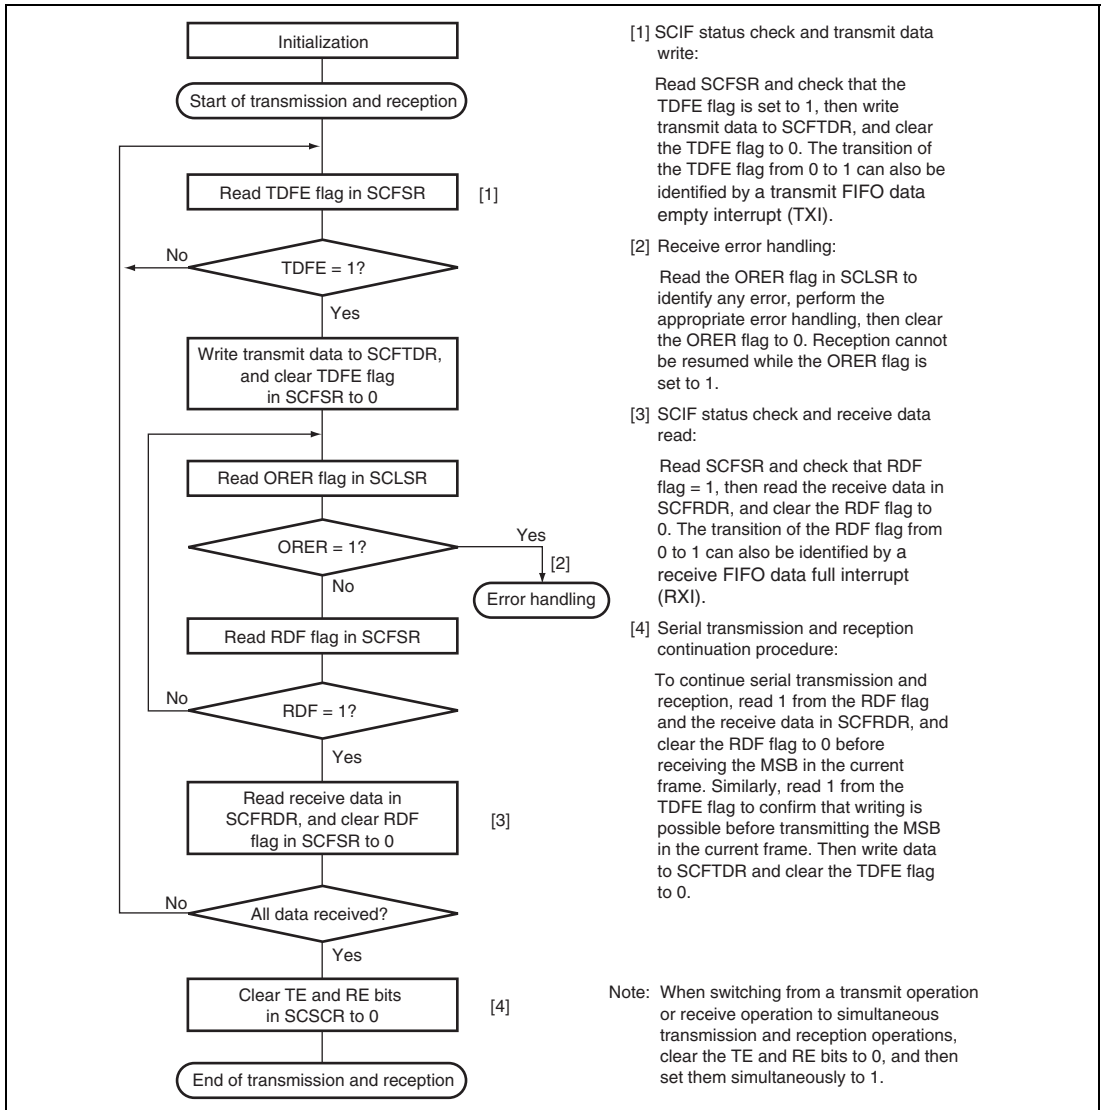 Initialization
Start of transmission and reception
Read TDFE flag in SCFSR
[1]
No
TDFE = 1?
Yes
Write transmit data to SCFTDR,
and clear TDFE flag
in SCFSR to 0
Read ORER flag in SCLSR
ORER = 1?
Yes
[2]
No
Error handling
Read RDF flag in SCFSR
No
RDF = 1?
Yes
Read receive data in
SCFRDR, and clear RDF
flag in SCFSR to 0
[3]
No
All data received?
Yes
Clear TE and RE bits
in SCSCR to 0
[4]
End of transmission and reception
[1] SCIF status check and transmit data
write:
Read SCFSR and check that the
TDFE flag is set to 1, then write
transmit data to SCFTDR, and clear
the TDFE flag to 0. The transition of
the TDFE flag from 0 to 1 can also be
identified by a transmit FIFO data
empty interrupt (TXI).
[2] Receive error handling:
Read the ORER flag in SCLSR to
identify any error, perform the
appropriate error handling, then clear
the ORER flag to 0. Reception cannot
be resumed while the ORER flag is
set to 1.
[3] SCIF status check and receive data
read:
Read SCFSR and check that RDF
flag = 1, then read the receive data in
SCFRDR, and clear the RDF flag to
0. The transition of the RDF flag from
0 to 1 can also be identified by a
receive FIFO data full interrupt
(RXI).
[4] Serial transmission and reception
continuation procedure:
To continue serial transmission and
reception, read 1 from the RDF flag
and the receive data in SCFRDR, and
clear the RDF flag to 0 before
receiving the MSB in the current
frame. Similarly, read 1 from the
TDFE flag to confirm that writing is
possible before transmitting the MSB
in the current frame. Then write data
to SCFTDR and clear the TDFE flag
to 0.
Note: When switching from a transmit operation
or receive operation to simultaneous
transmission and reception operations,
clear the TE and RE bits to 0, and then
set them simultaneously to 1.